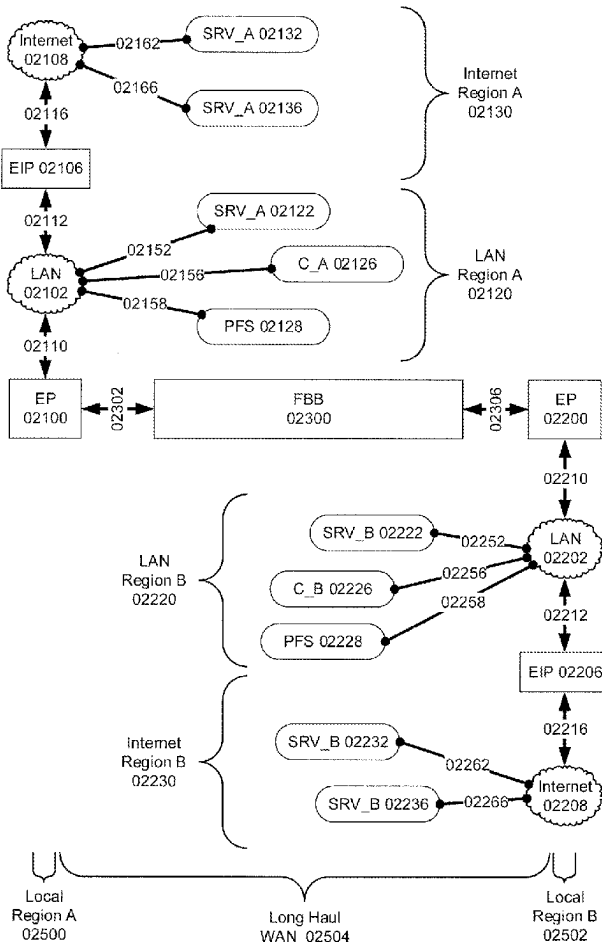 Internet
02108
02162
SRV_A 02132
02166
SRV_A 02136
Internet
Region A
02130
02116
EIP 02106
02112
SRV_A 02122
02152
LAN
02102
02156
C_A 02126
02158
PFS 02128
LAN
Region A
02120
02110
EP
02100
02302
FBB
02300
02306
EP
02200
02210
SRV_B 02222
02252
LAN
02202
LAN
Region B
02220
C_B 02226
02256
02258
PFS 02228
02212
EIP 02206
Internet
Region B
02230
SRV_B 02232
02262
02216
SRV_B 02236
02266
Internet
02208
Local
Region A
02500
Long Haul
WAN 02504
Local
Region B
02502